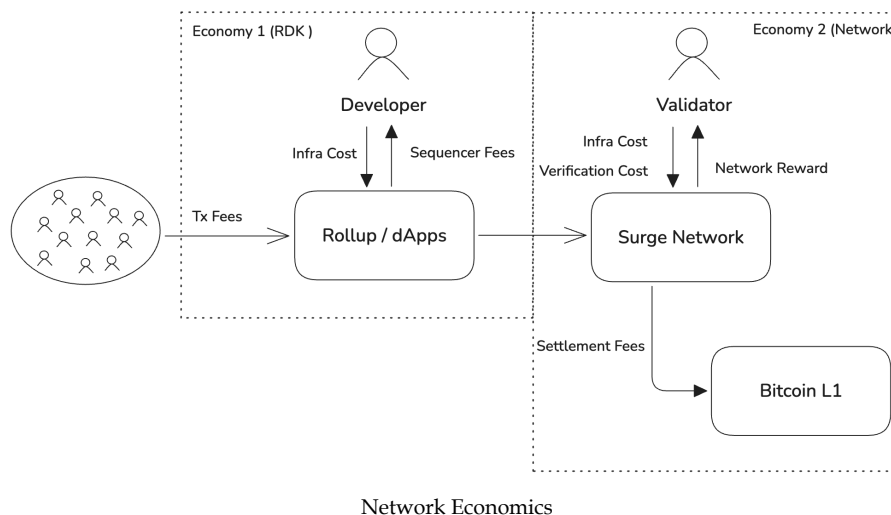 Economy 1 (RDK )
Economy 2 (Network
Developer
Validator
Infra Cost
Sequencer Fees
Infra Cost
Verification Cost
Network Reward
Tx Fees
Rollup / dApps
Surge Network
Settlement Fees
Bitcoin L1
Network Economics